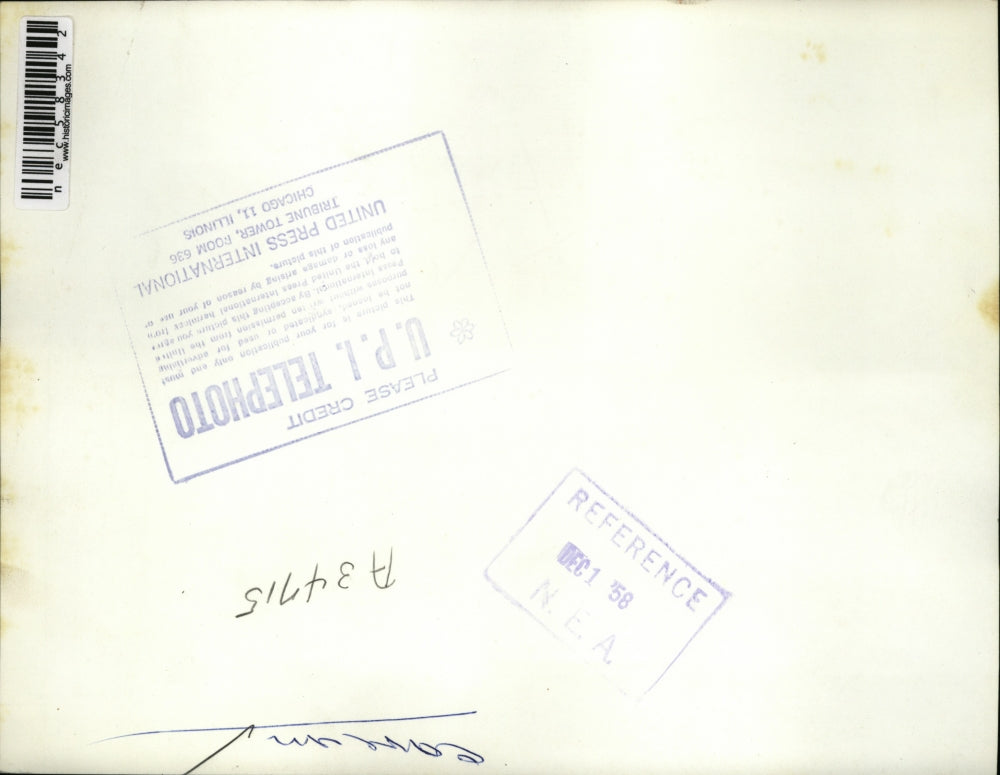 nec58342
www.historicimages.com
PLEASE CREDIT
U.P.I. TELEPHOTO
This picture is for your publication only and must
not be loaned, syndicated or used for advertising
purposes without permission from the United
Press International. By accepting this picture you agree
to hold the United Press International harmless from
any loss or damage arising by reason of your use or
publication of this picture.
UNITED PRESS INTERNATIONAL
TRIBUNE TOWER, ROOM 636
CHICAGO 11, ILLINOIS
REFERENCE
DEC 1 '58
N. E. A.
A34715